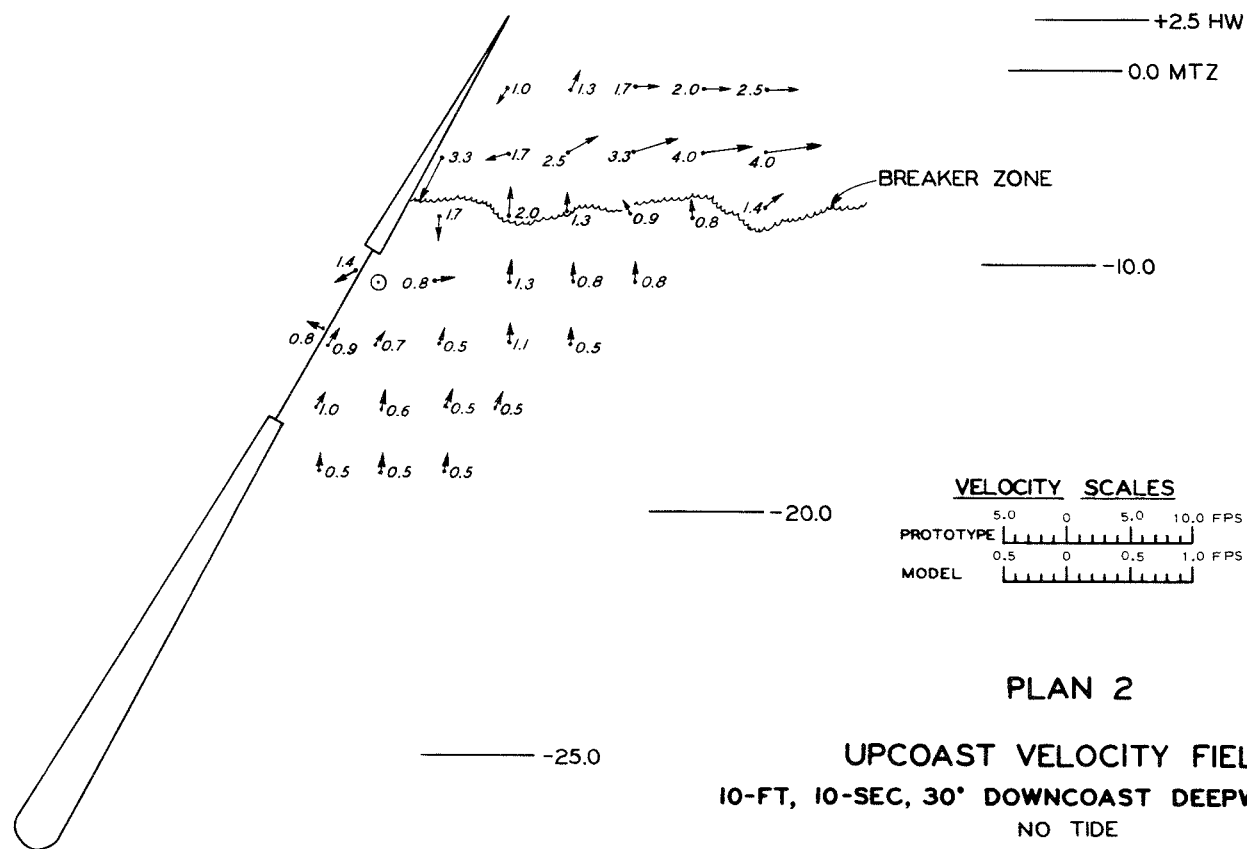 +2.5 HW
0.0 MTZ
1.0 1.3 1.7 2.0 2.5
3.3 1.7 2.5 3.3 4.0 4.0
BREAKER ZONE
1.7 2.0 1.3 0.9 0.8 1.4
-10.0
1.4 0.8 1.3 0.8 0.8
0.8 0.9 0.7 0.5 1.1 0.5
1.0 0.6 0.5 0.5
0.5 0.5 0.5
-20.0
VELOCITY SCALES
5.0 0 5.0 10.0 FPS
PROTOTYPE
0.5 0 0.5 1.0 FPS
MODEL
PLAN 2
-25.0
UPCOAST VELOCITY FIEL
10-FT, 10-SEC, 30° DOWNCOAST DEEPW
NO TIDE